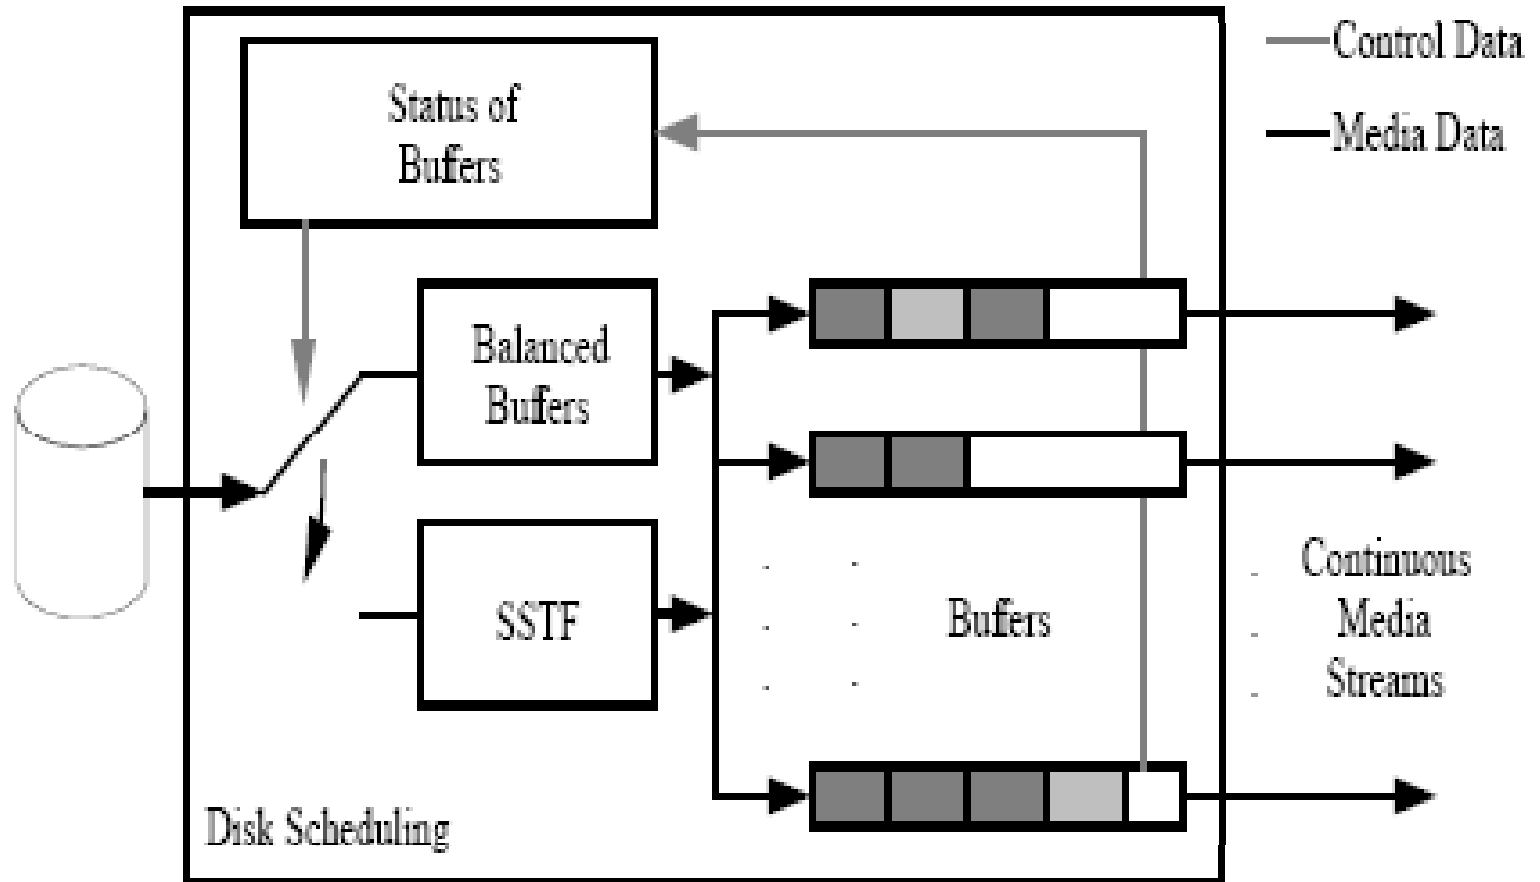 Control Data
Media Data
Status of
Buffers
Balanced
Buffers
SSTF
Buffers
Continuous
Media
Streams
Disk Scheduling